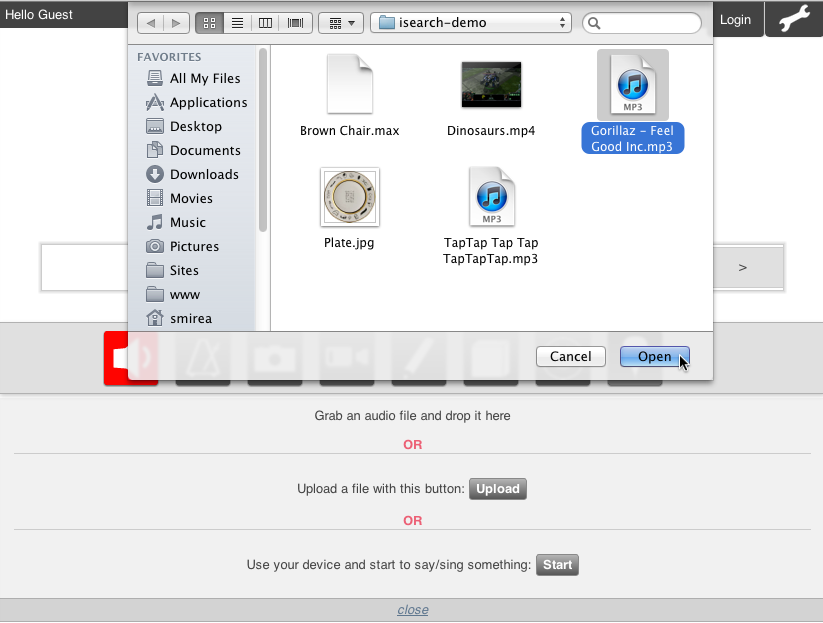 Hello Guest
isearch-demo
Login
FAVORITES
All My Files
Applications
Desktop
Documents
Downloads
Movies
Music
Pictures
Sites
www
smirea
Brown Chair.max
Dinosaurs.mp4
MP3
Gorillaz – Feel
Good Inc.mp3
Plate.jpg
MP3
TapTap Tap Tap
TapTapTap.mp3
>
Cancel
Open
Grab an audio file and drop it here
OR
Upload a file with this button: Upload
OR
Use your device and start to say/sing something: Start
close